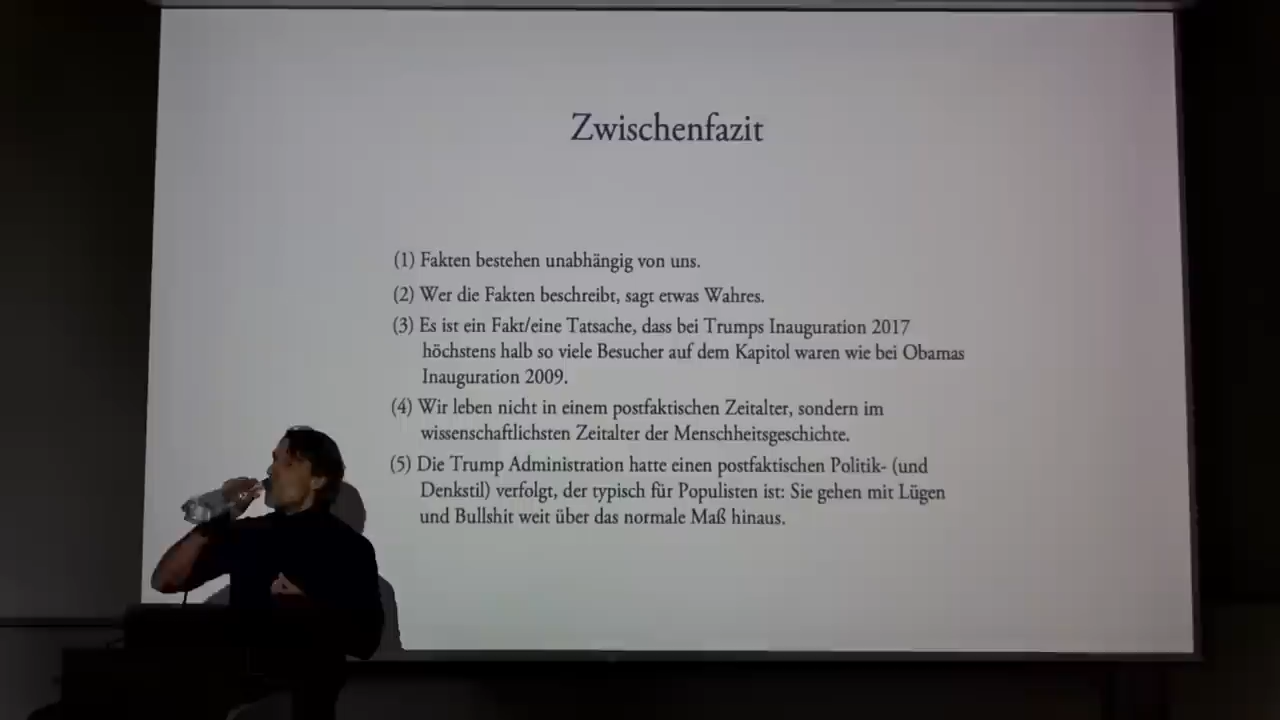 Zwischenfazit
(1) Fakten bestehen unabhängig von uns.
(2) Wer die Fakten beschreibt, sagt etwas Wahres.
(3) Es ist ein Fakt/eine Tatsache, dass bei Trumps Inauguration 2017
höchstens halb so viele Besucher auf dem Kapitol waren wie bei Obamas
Inauguration 2009.
(4) Wir leben nicht in einem postfaktischen Zeitalter, sondern im
wissenschaftlichsten Zeitalter der Menschheitsgeschichte.
(5) Die Trump Administration hatte einen postfaktischen Politik- (und
Denkstil) verfolgt, der typisch für Populisten ist: Sie gehen mit Lügen
und Bullshit weit über das normale Maß hinaus.